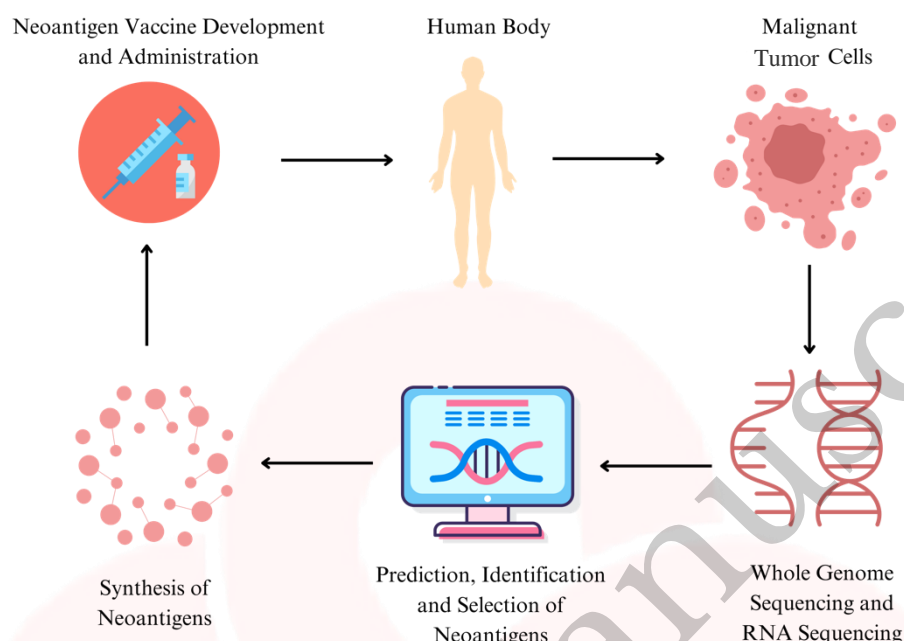 Neoantigen Vaccine Development
and Administration
Human Body
Malignant
Tumor Cells
Synthesis of
Neoantigens
Prediction, Identification
and Selection of
Neoantigens
Whole Genome
Sequencing and
RNA Sequencing